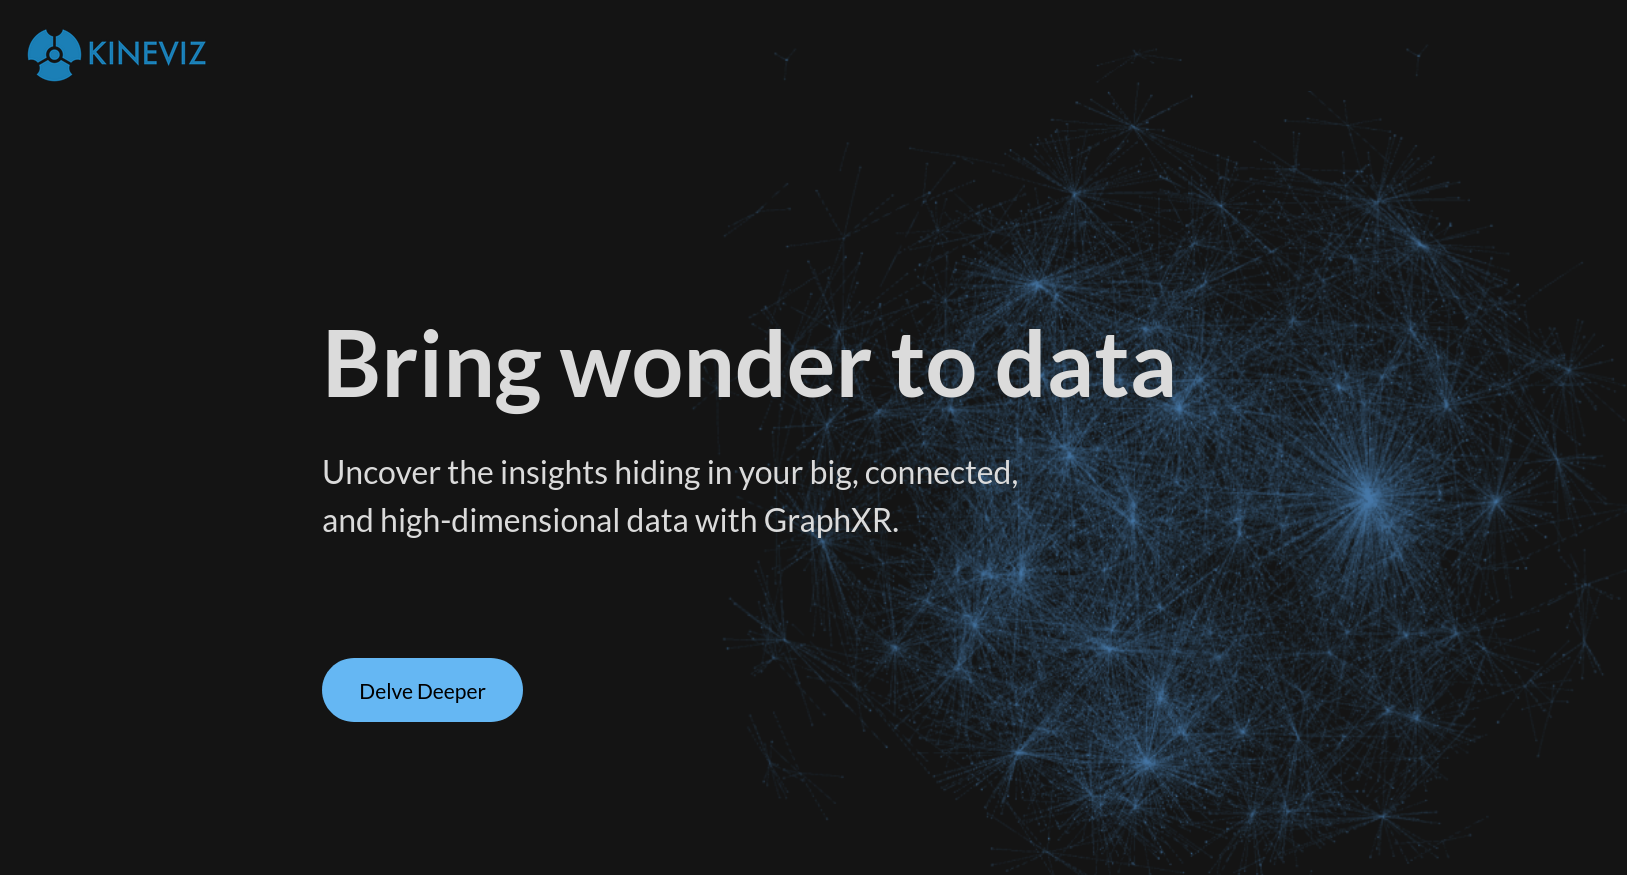 KINEVIZ
Bring wonder to data
Uncover the insights hiding in your big, connected,
and high-dimensional data with GraphXR.
Delve Deeper